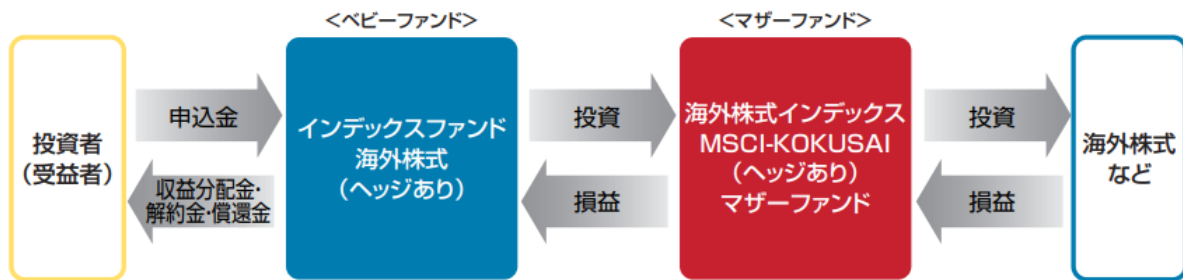 <ベビーファンド>
<マザーファンド>
投資者
(受益者)
申込金
収益分配金・
解約金・償還金
インデックスファンド
海外株式
(ヘッジあり)
投資
損益
海外株式インデックス
MSCI-KOKUSAI
(ヘッジあり)
マザーファンド
投資
損益
海外株式
など